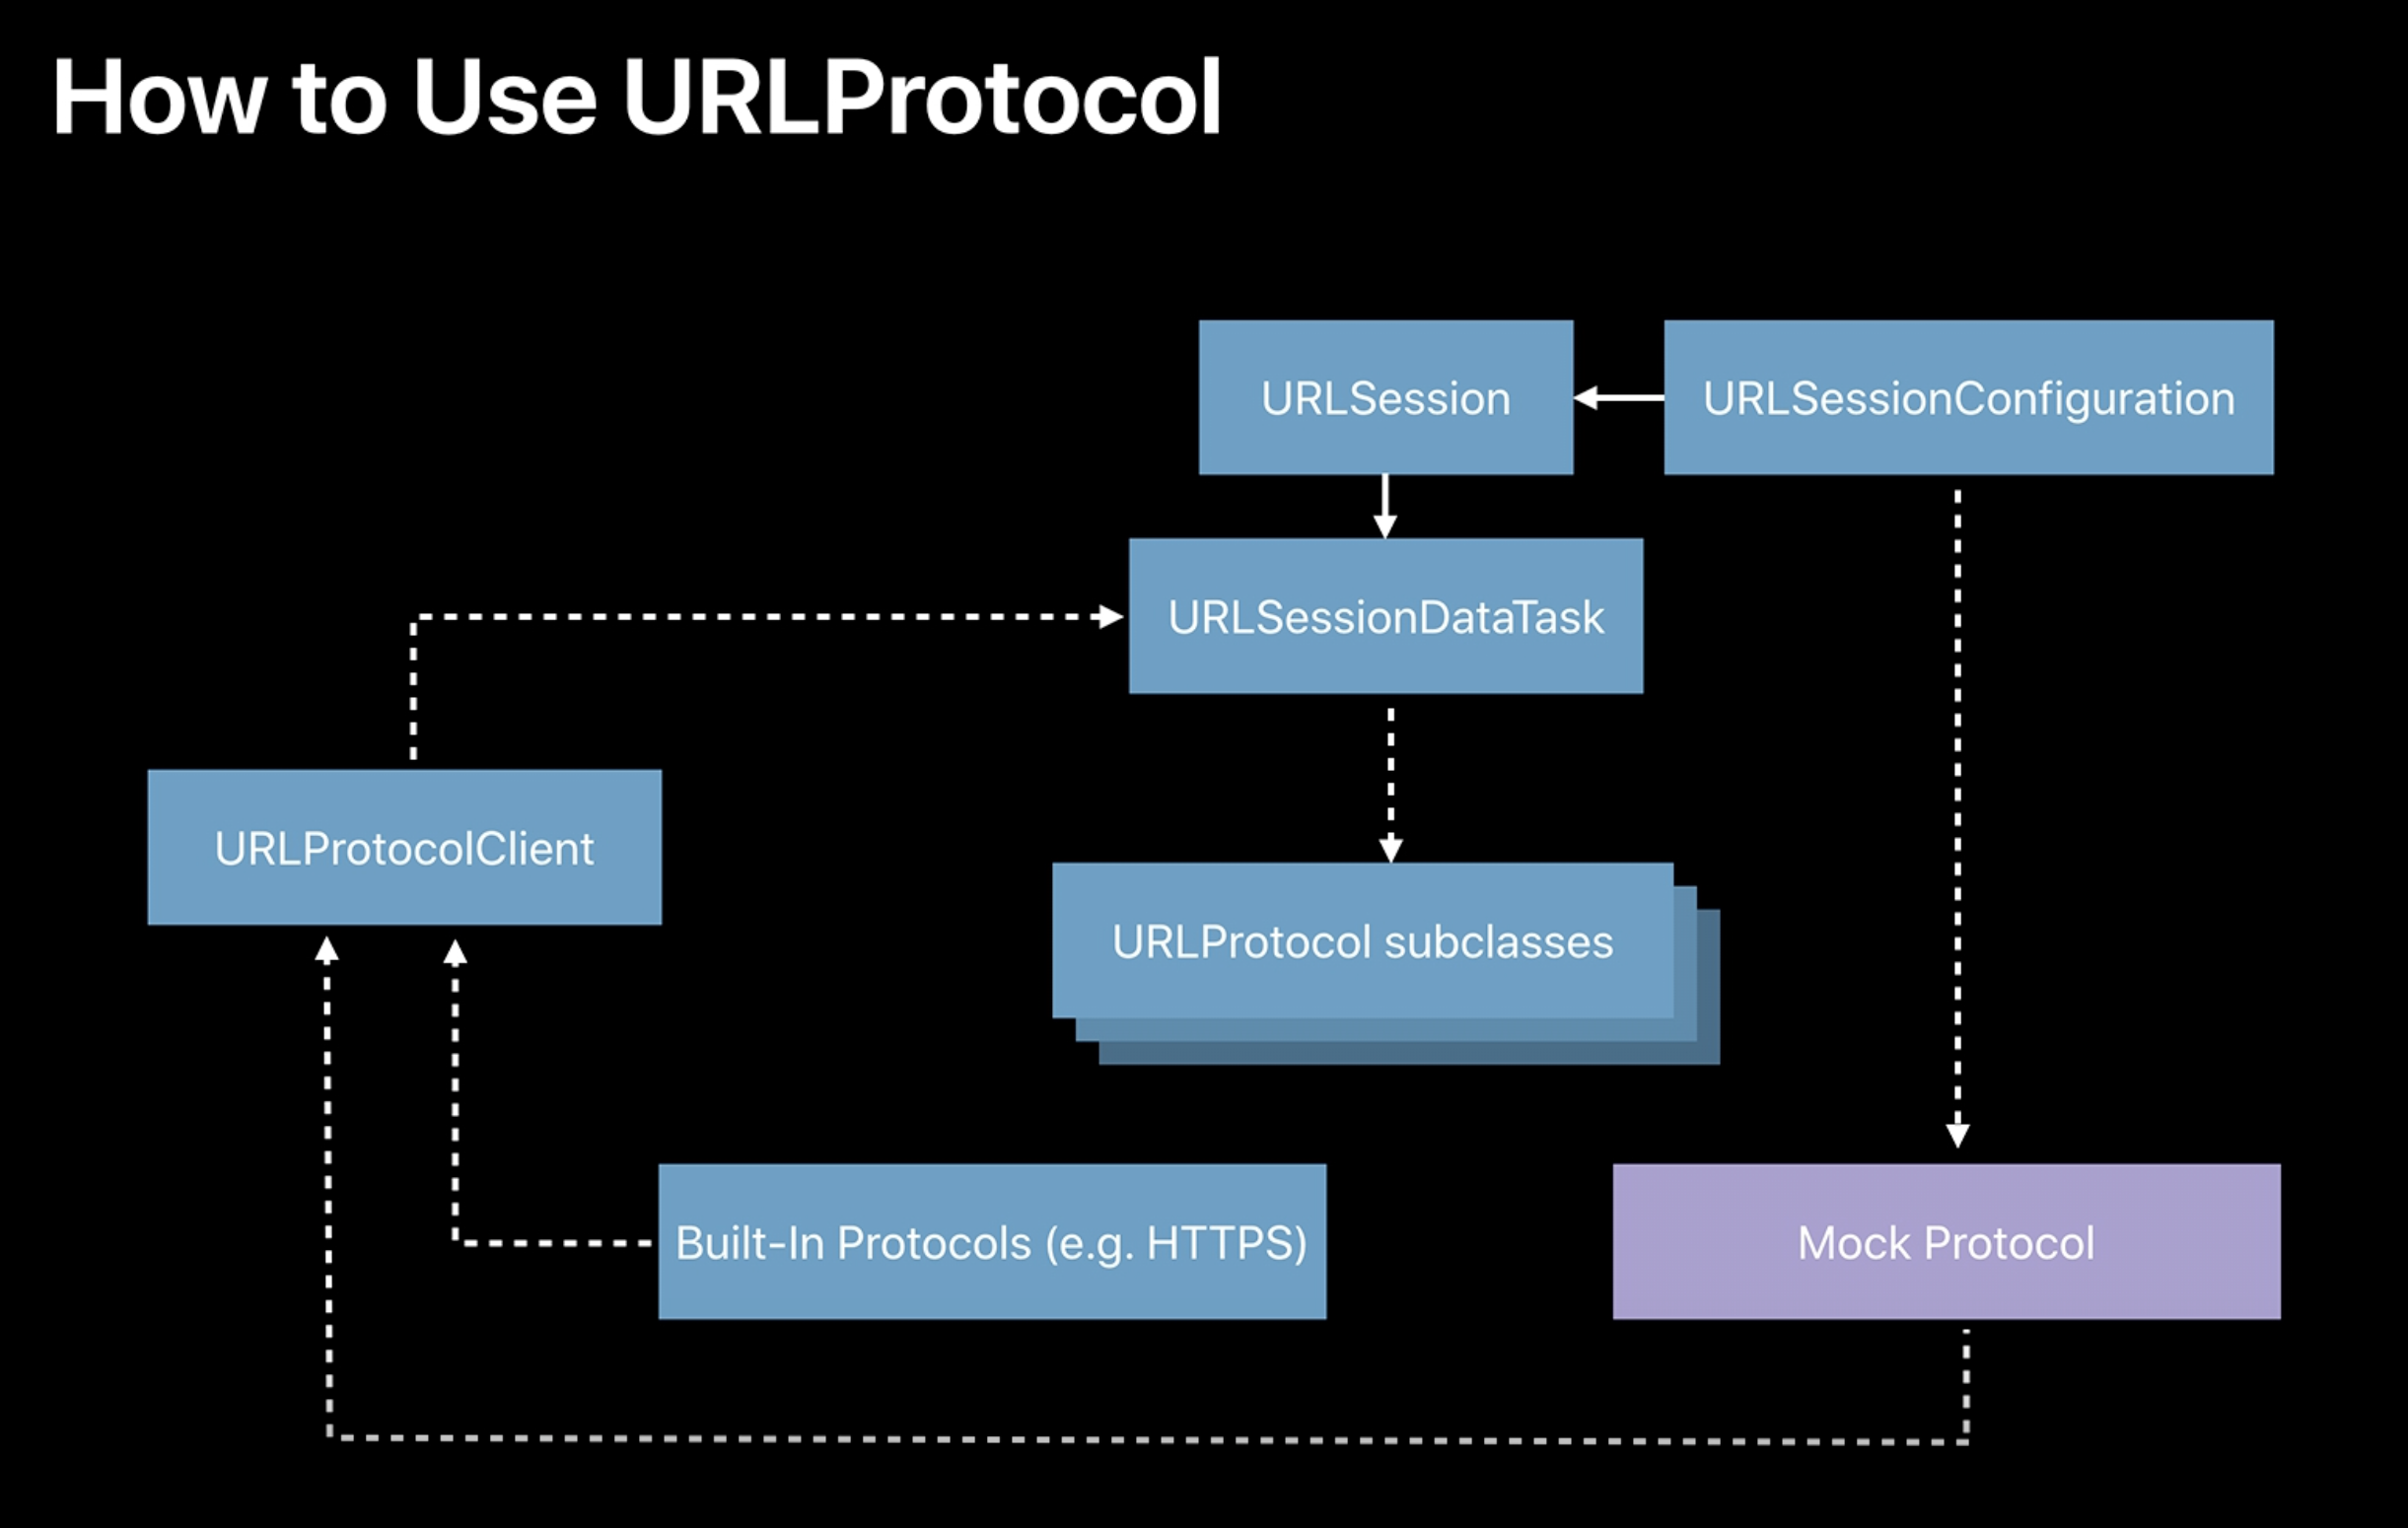 How to Use URLProtocol
URLSession
URLSessionConfiguration
URLSessionDataTask
URLProtocolClient
URLProtocol subclasses
Built-In Protocols (e.g. HTTPS)
Mock Protocol